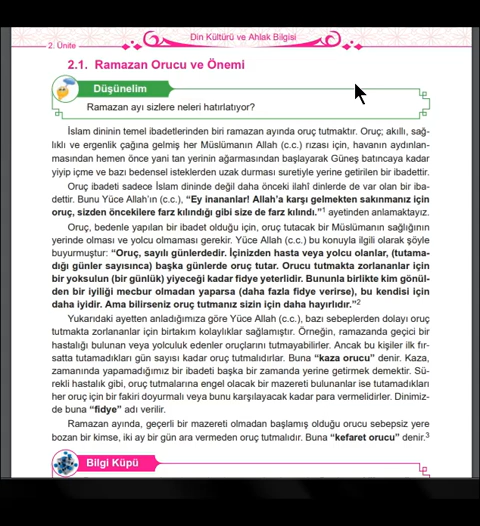 Din Kültürü ve Ahlak Bilgisi
2. Ünite
2.1. Ramazan Orucu ve Önemi
Düşünelim
Ramazan ayı sizlere neleri hatırlatıyor?
İslam dininin temel ibadetlerinden biri ramazan ayında oruç tutmaktır. Oruç; akıllı, sağ-
lıklı ve ergenlik çağına gelmiş her Müslümanın Allah (c.c.) rızası için, havanın aydınlan-
masından hemen önce yani tan yerinin ağarmasından başlayarak Güneş batıncaya kadar
yiyip içme ve bazı bedensel isteklerden uzak durması suretiyle yerine getirilen bir ibadettir.
Oruç ibadeti sadece İslam dininde değil daha önceki ilahî dinlerde de var olan bir iba-
dettir. Bunu Yüce Allah'ın (c.c.), “Ey inananlar! Allah'a karşı gelmekten sakınmanız için
oruç, sizden öncekilere farz kılındığı gibi size de farz kılındı.”1 ayetinden anlamaktayız.
Oruç, bedenle yapılan bir ibadet olduğu için, oruç tutacak bir Müslümanın sağlığının
yerinde olması ve yolcu olmaması gerekir. Yüce Allah (c.c.) bu konuyla ilgili olarak şöyle
buyurmuştur: “Oruç, sayılı günlerdedir. İçinizden hasta veya yolcu olanlar, (tutama-
dığı günler sayısınca) başka günlerde oruç tutar. Orucu tutmakta zorlananlar için
bir yoksulun (bir günlük) yiyeceği kadar fidye yeterlidir. Bununla birlikte kim gönül-
den bir iyiliği mecbur olmadan yaparsa (daha fazla fidye verirse), bu kendisi için
daha iyidir. Ama bilirseniz oruç tutmanız sizin için daha hayırlıdır.”2
Yukarıdaki ayetten anladığımıza göre Yüce Allah (c.c.), bazı sebeplerden dolayı oruç
tutmakta zorlananlar için birtakım kolaylıklar sağlamıştır. Örneğin, ramazanda geçici bir
hastalığı bulunan veya yolculuk edenler oruçlarını tutmayabilirler. Ancak bu kişiler ilk fır-
satta tutamadıkları gün sayısı kadar oruç tutmalıdırlar. Buna “kaza orucu” denir. Kaza,
zamanında yapamadığımız bir ibadeti başka bir zamanda yerine getirmek demektir. Sü-
rekli hastalık gibi, oruç tutmalarına engel olacak bir mazereti bulunanlar ise tutamadıkları
her oruç için bir fakiri doyurmalı veya bunu karşılayacak kadar para vermelidirler. Dinimiz-
de buna “fidye” adı verilir.
Ramazan ayında, geçerli bir mazereti olmadan başlamış olduğu orucu sebepsiz yere
bozan bir kimse, iki ay bir gün ara vermeden oruç tutmalıdır. Buna “kefaret orucu” denir.3
Bilgi Küpü